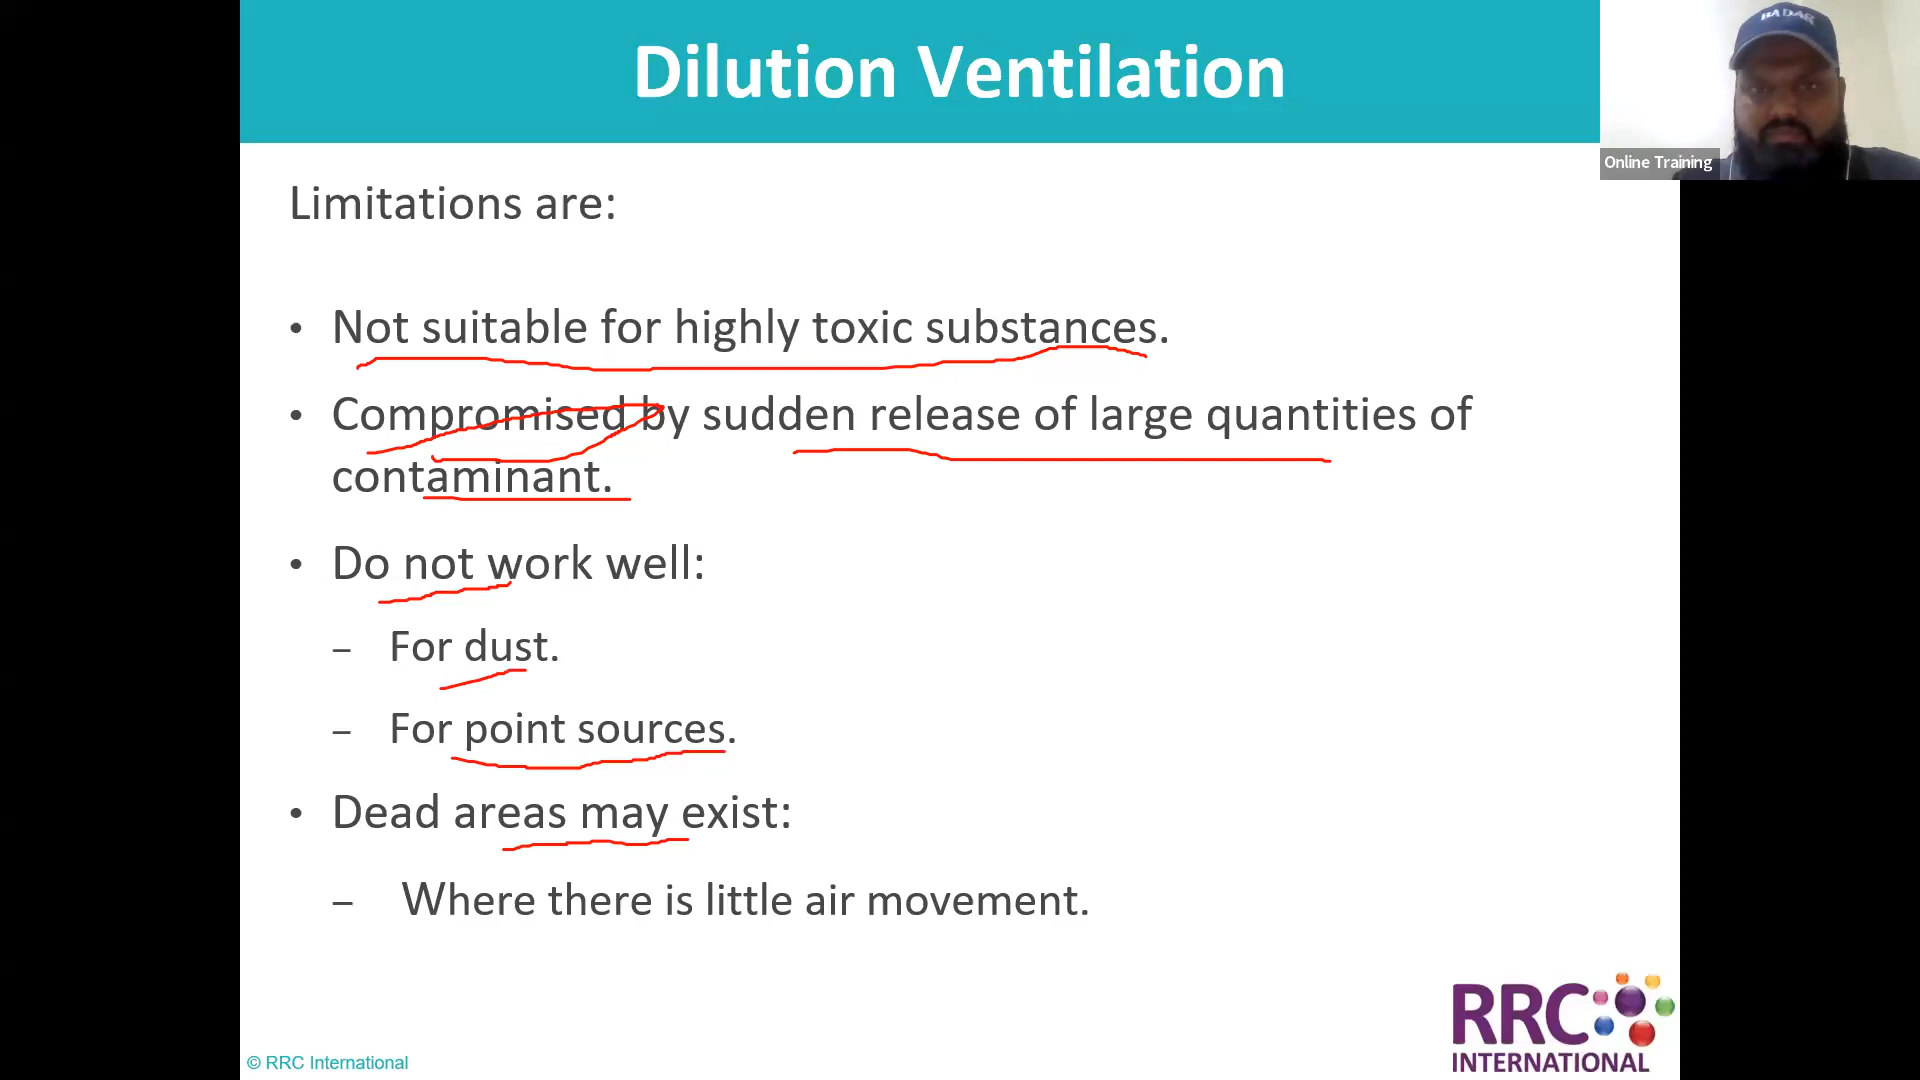 Dilution Ventilation
BADAR
Online Training
Limitations are:
• Not suitable for highly toxic substances.
• Compromised by sudden release of large quantities of
contaminant.
• Do not work well:
– For dust.
– For point sources.
• Dead areas may exist:
– Where there is little air movement.
RRC
INTERNATIONAL
© RRC International